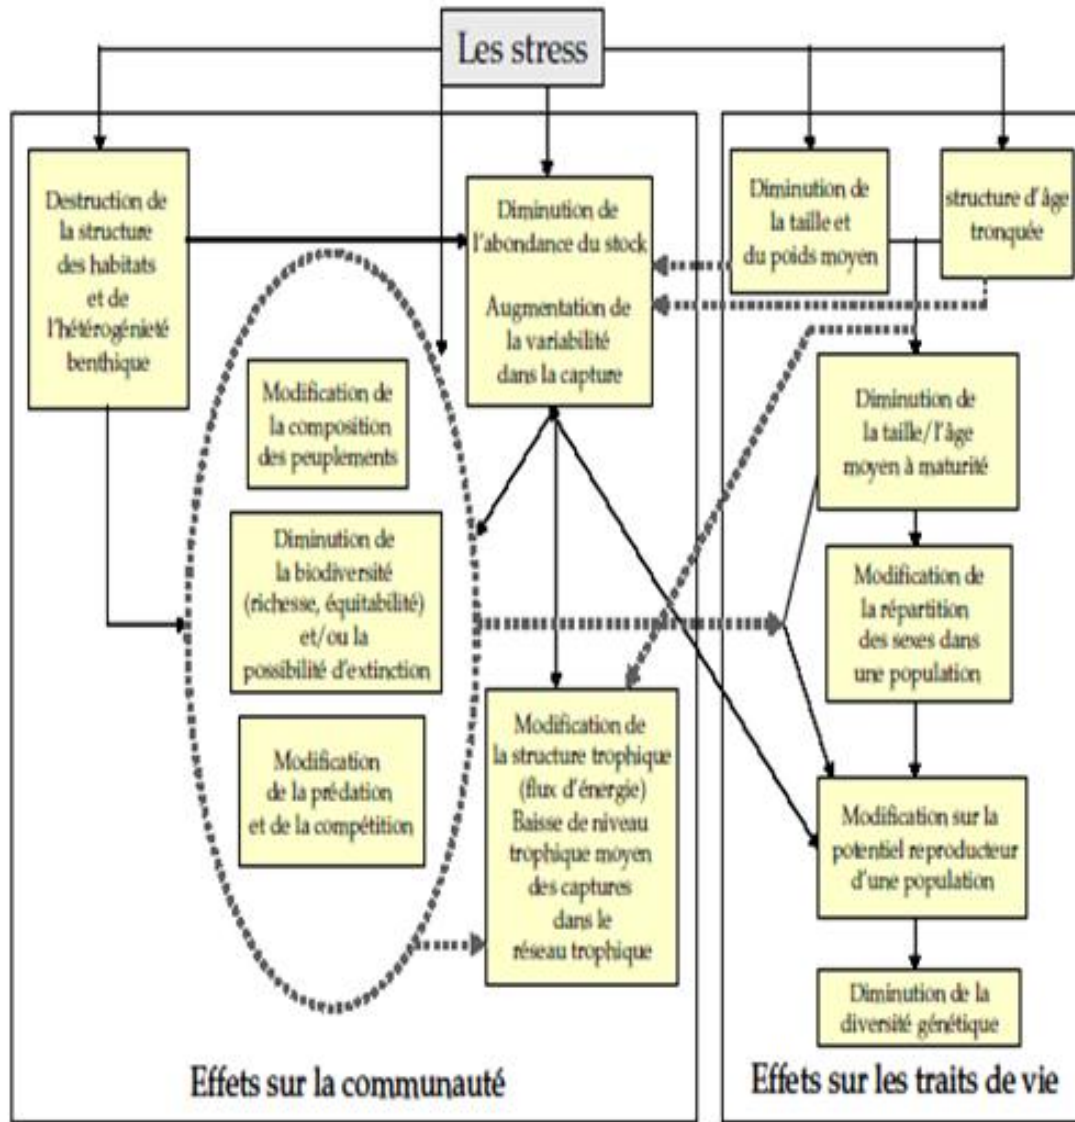 Les stress
Destruction de
la structure
des habitats
et de
l'hétérogénieté
benthique
Diminution de
l'abondance du stock
Augmentation de
la variabilité
dans la capture
Diminution de
la taille et
du poids moyen
structure d'âge
tronquée
Modification de
la composition
des peuplements
Diminution de
la taille/l'âge
moyen à maturité
Diminution de
la biodiversité
(richesse, équitabilité)
et/ou la
possibilité d'extinction
Modification de
la répartition
des sexes dans
une population
Modification
de la prédation
et de la compétition
Modification de
la structure trophique
(flux d'énergie)
Baisse de niveau
trophique moyen
des captures
dans le
réseau trophique
Modification sur la
potentiel reproducteur
d'une population
Diminution de la
diversité génétique
Effets sur la communauté
Effets sur les traits de vie